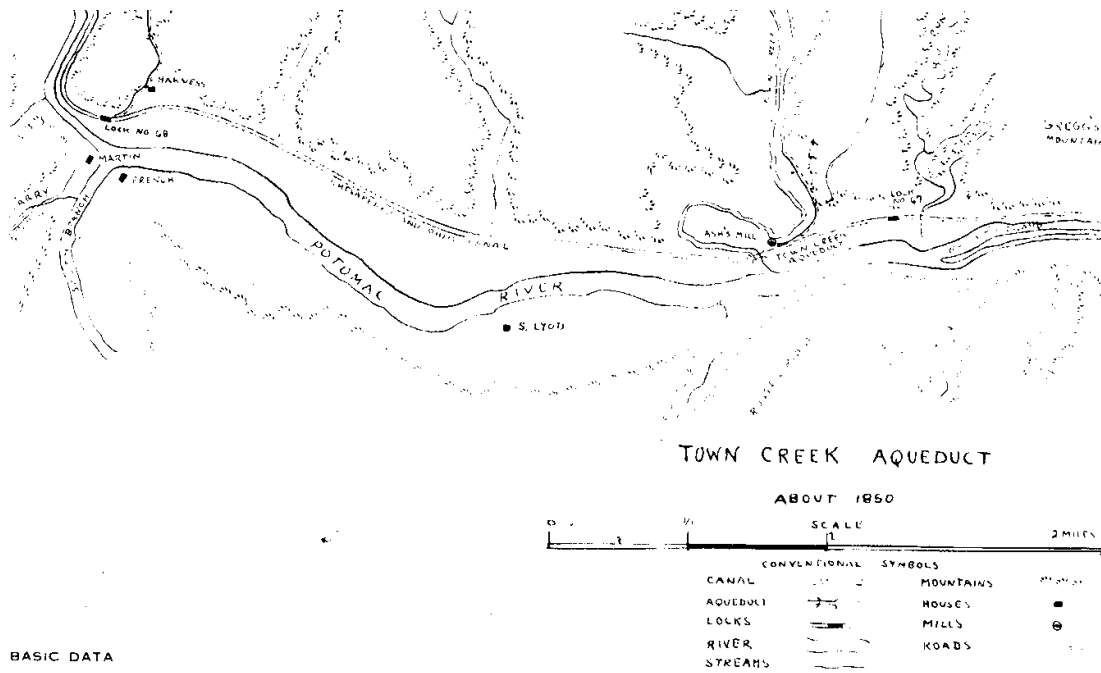 HARNESS
LOCK NO 68
MARTIN
FRENCH
S. BRANCH
CHESAPEAKE AND OHIO CANAL
POTOMAC
RIVER
ASH'S MILL
TOWN CREEK
AQUEDUCT
LOCK
NO 67
MOUNTAIN
TOWN CREEK AQUEDUCT
ABOUT 1850
SCALE
2 MILES
CONVENTIONAL SYMBOLS
CANAL
AQUEDUCT
LOCKS
RIVER
STREAMS
MOUNTAINS
HOUSES
MILLS
ROADS
BASIC DATA